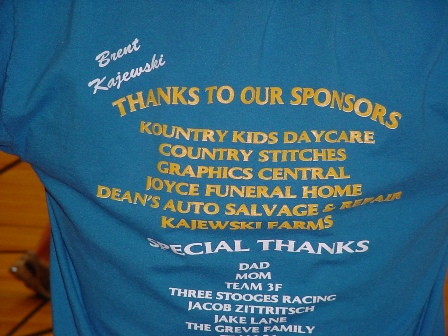 Brent
Kajewski
THANKS TO OUR SPONSORS
KOUNTRY KIDS DAYCARE
COUNTRY STITCHES
GRAPHICS CENTRAL
JOYCE FUNERAL HOME
DEAN'S AUTO SALVAGE & REPAIR
KAJEWSKI FARMS
SPECIAL THANKS
DAD
MOM
TEAM 3F
THREE STOOGES RACING
JACOB ZITTRITSCH
JAKE LANE
THE GREVE FAMILY